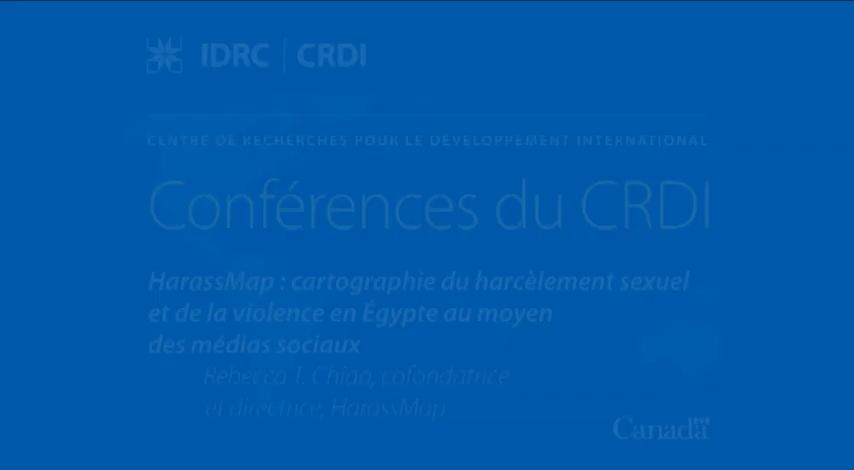 IDRC | CRDI
CENTRE DE RECHERCHES POUR LE DÉVELOPPEMENT INTERNATIONAL
Conférences du CRDI
HarassMap : cartographie du harcèlement sexuel
et de la violence en Égypte au moyen
des médias sociaux
Rebecca T. Chiao, cofondatrice
et directrice, HarassMap
Canada